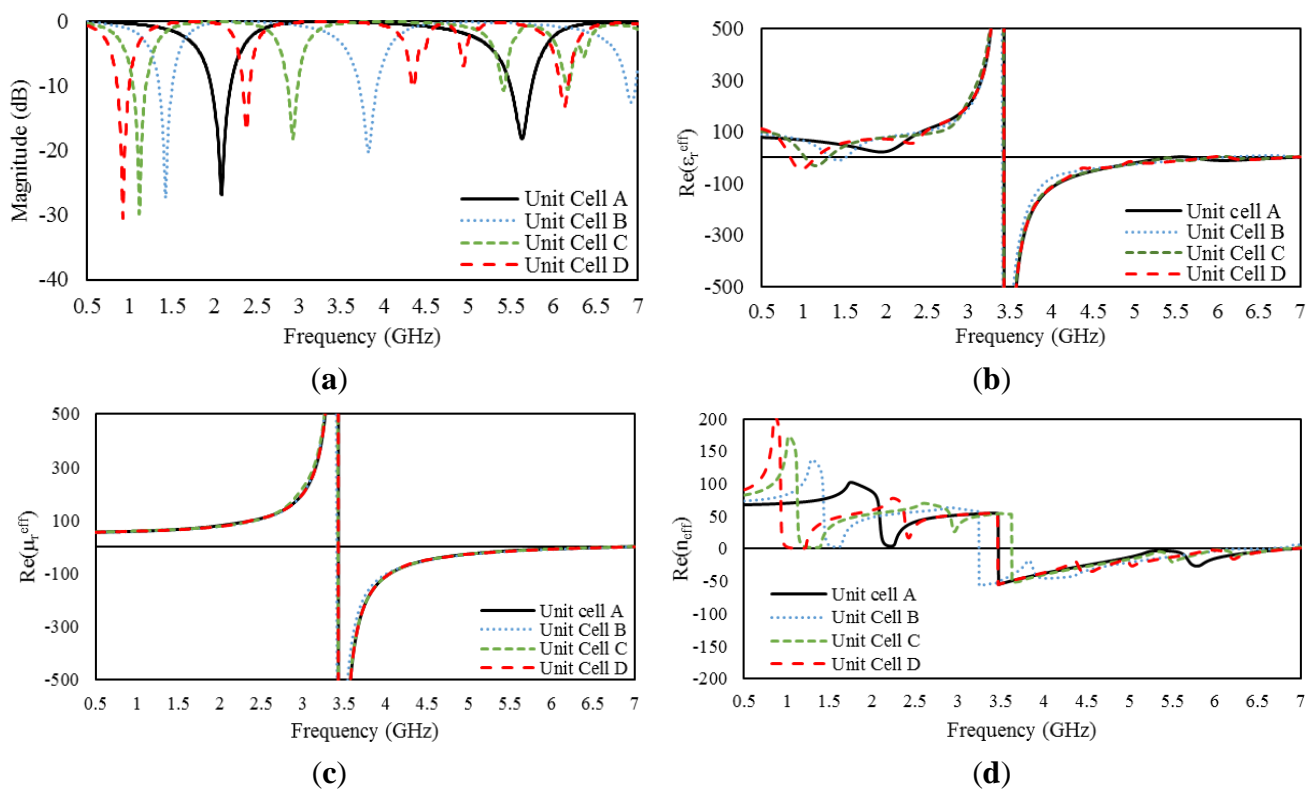 0
-10
-20
-30
-40
Magnitude (dB)
0.5 1 1.5 2 2.5 3 3.5 4 4.5 5 5.5 6 6.5 7
Frequency (GHz)
Unit Cell A
Unit Cell B
Unit Cell C
Unit Cell D
(a)
500
300
100
-100
-300
-500
Re(εᵣᵉᶠᶠ)
0.5 1 1.5 2 2.5 3 3.5 4 4.5 5 5.5 6 6.5 7
Frequency (GHz)
Unit cell A
Unit Cell B
Unit Cell C
Unit Cell D
(b)
500
300
100
-100
-300
-500
Re(μᵣᵉᶠᶠ)
0.5 1 1.5 2 2.5 3 3.5 4 4.5 5 5.5 6 6.5 7
Frequency (GHz)
Unit cell A
Unit Cell B
Unit Cell C
Unit Cell D
(c)
200
150
100
50
0
-50
-100
-150
-200
Re(neff)
0.5 1 1.5 2 2.5 3 3.5 4 4.5 5 5.5 6 6.5 7
Frequency (GHz)
Unit cell A
Unit Cell B
Unit Cell C
Unit Cell D
(d)